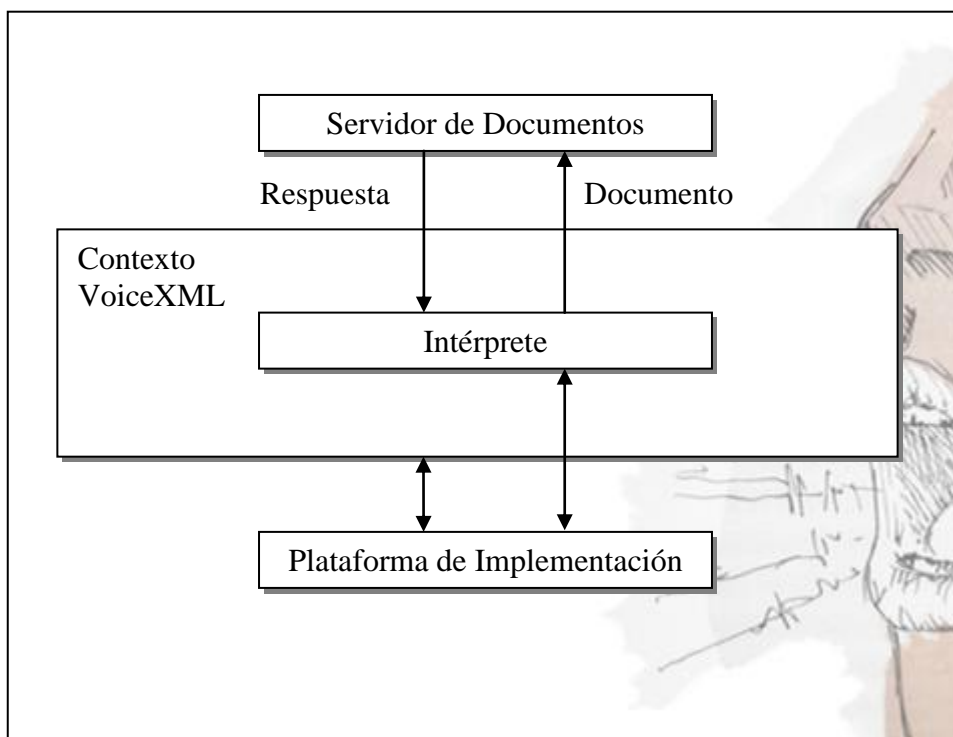 Servidor de Documentos
Respuesta
Documento
Contexto
VoiceXML
Intérprete
Plataforma de Implementación